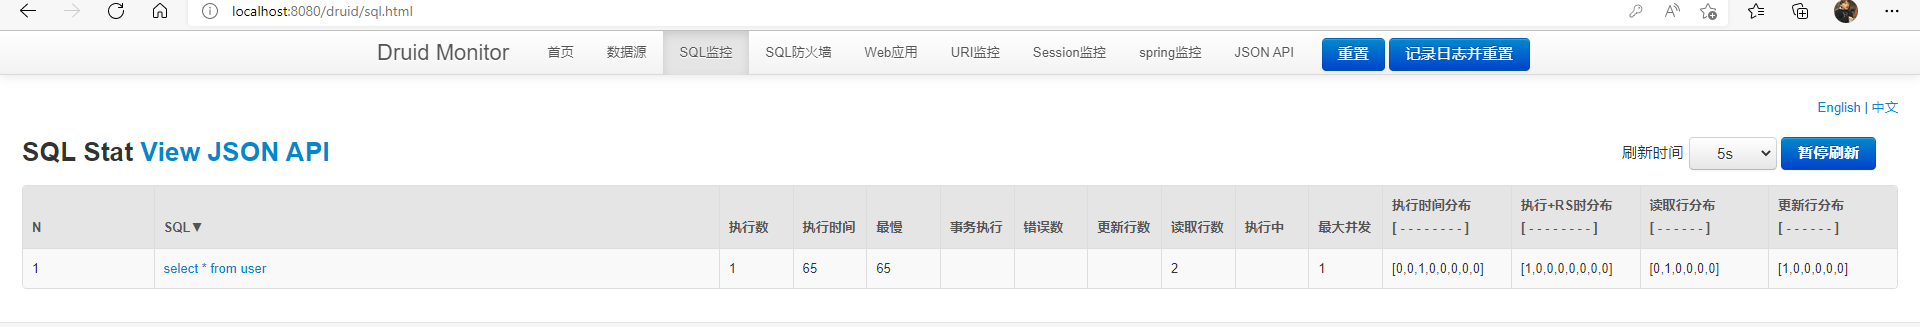 localhost:8080/druid/sql.html
Druid Monitor 首页 数据源 SQL监控 SQL防火墙 Web应用 URI监控 Session监控 spring监控 JSON API 重置 记录日志并重置
English | 中文
SQL Stat View JSON API 刷新时间 5s 暂停刷新
N SQL▼ 执行数 执行时间 最慢 事务执行 错误数 更新行数 读取行数 执行中 最大并发 执行时间分布 执行+RS时分布 读取行分布 更新行分布
[ - - - - - - - - ] [ - - - - - - - - ] [ - - - - - - ] [ - - - - - - ]
1 select * from user 1 65 65 2 1 [0,0,1,0,0,0,0,0] [1,0,0,0,0,0,0,0] [0,1,0,0,0,0] [1,0,0,0,0,0]